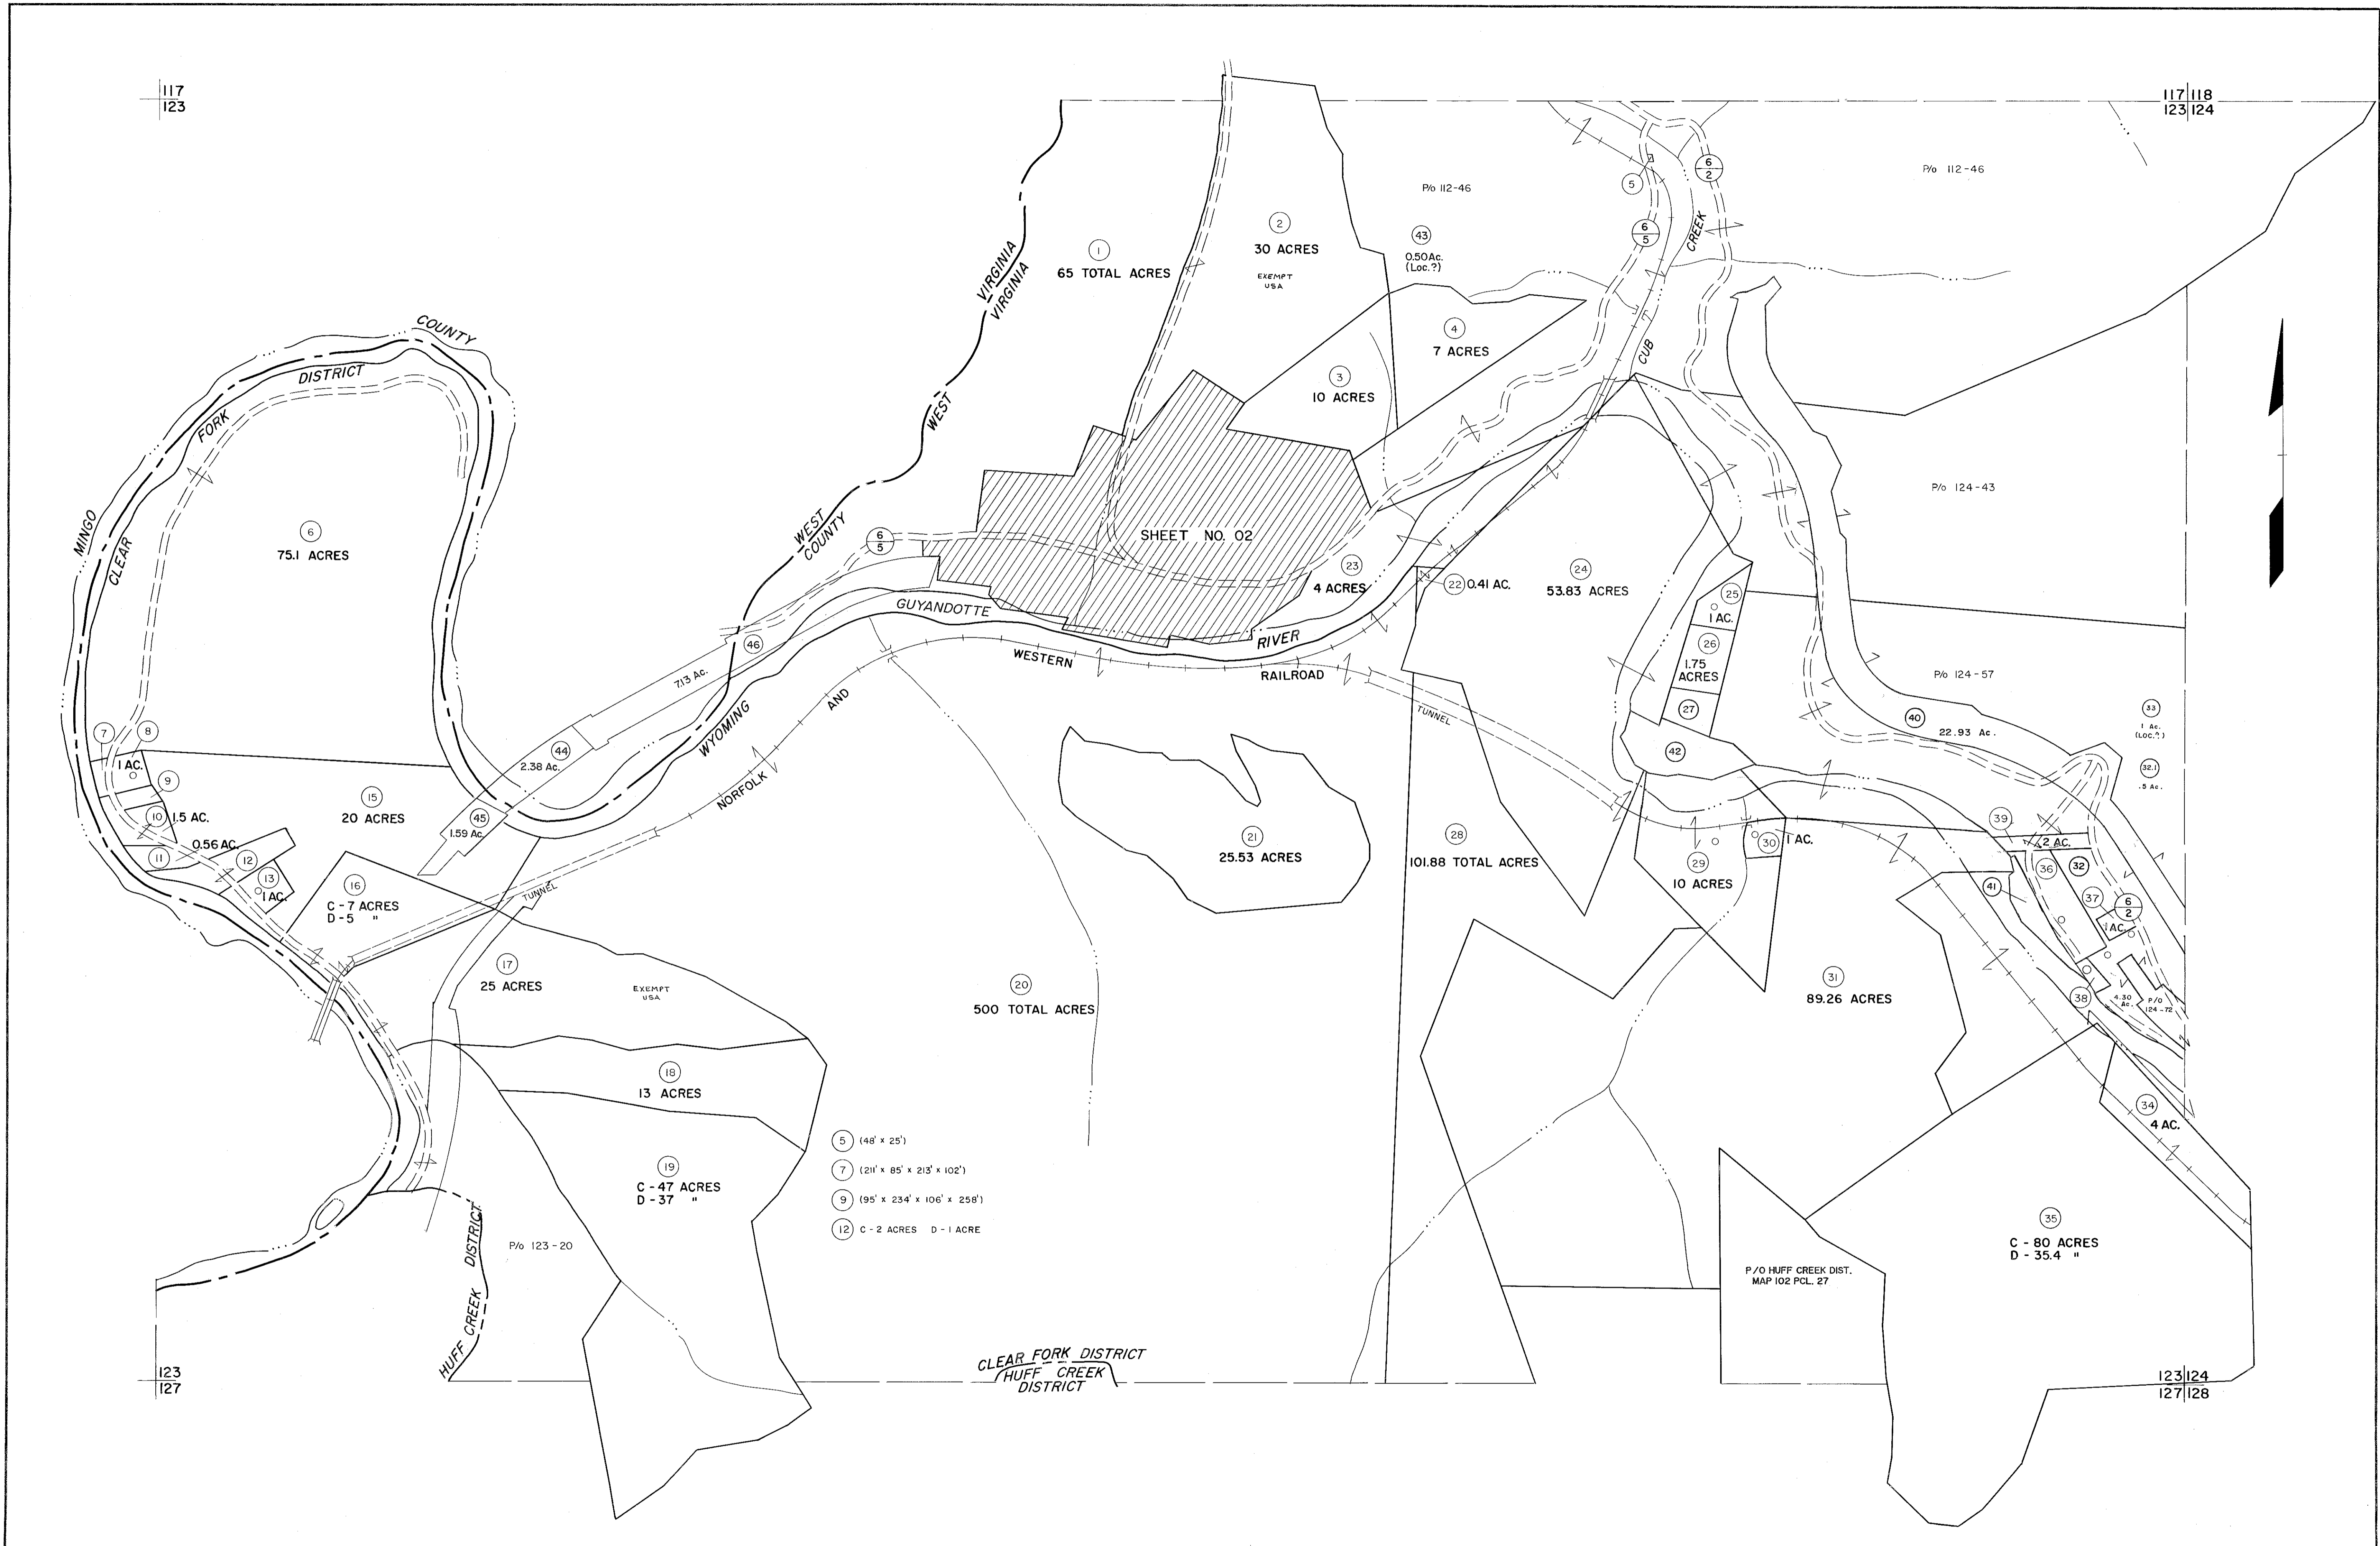 117
123
117 118
123 124
P/o 112-46
P/o 112-46
6
2
5
6
5
CREEK
CUB
43
0.50 Ac.
(Loc.?)
2
30 ACRES
EXEMPT
USA
1
65 TOTAL ACRES
VIRGINIA
VIRGINIA
WEST
WEST
COUNTY
4
7 ACRES
3
10 ACRES
COUNTY
DISTRICT
FORK
MINGO
CLEAR
6
75.1 ACRES
P/o 124-43
SHEET NO. 02
6
5
23
4 ACRES
22
0.41 AC.
24
53.83 ACRES
25
1 AC.
26
1.75
ACRES
27
GUYANDOTTE
RIVER
46
7.13 Ac.
WESTERN
RAILROAD
AND
NORFOLK
WYOMING
TUNNEL
P/o 124-57
40
22.93 Ac.
33
1 Ac.
(LOC.?)
32.1
.5 Ac.
42
7
8
1 AC.
9
10
1.5 AC.
0.56 AC.
11
12
13
1 AC.
44
2.38 Ac.
45
1.59 Ac.
15
20 ACRES
16
C - 7 ACRES
D - 5 "
TUNNEL
21
25.53 ACRES
28
101.88 TOTAL ACRES
29
10 ACRES
30
1 AC.
39
.2 AC.
36
32
41
37
1 AC.
6
2
38
4.30
Ac.
P/O
124-72
17
25 ACRES
EXEMPT
USA
20
500 TOTAL ACRES
31
89.26 ACRES
18
13 ACRES
34
4 AC.
5 (48' x 25')
7 (211' x 85' x 213' x 102')
9 (95' x 234' x 106' x 258')
12 C - 2 ACRES D - 1 ACRE
19
C - 47 ACRES
D - 37 "
P/o 123-20
HUFF CREEK DISTRICT
35
C - 80 ACRES
D - 35.4 "
P/O HUFF CREEK DIST.
MAP 102 PCL. 27
CLEAR FORK DISTRICT
HUFF CREEK
DISTRICT
123
127
123 124
127 128